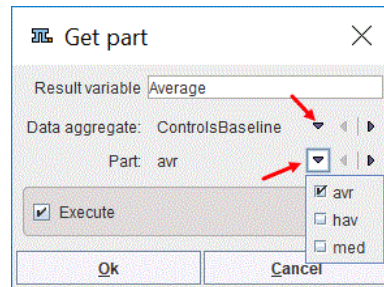 Get part
Result variable Average
Data aggregate: ControlsBaseline
Part: avr
avr
Execute
hav
med
Ok Cancel